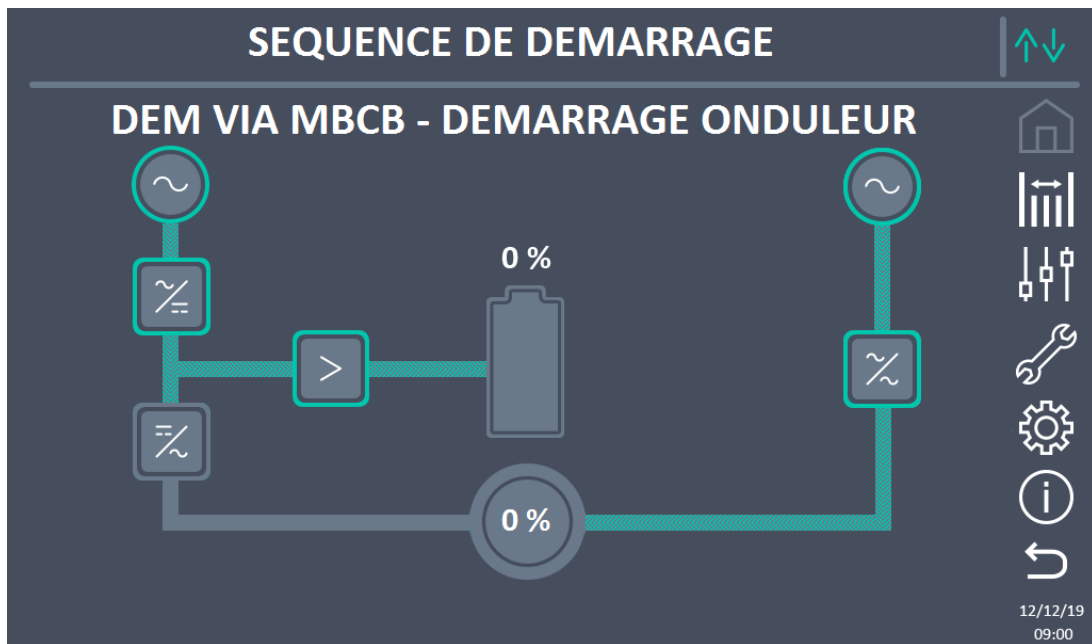 SEQUENCE DE DEMARRAGE
DEM VIA MBCB - DEMARRAGE ONDULEUR
0 %
0 %
12/12/19
09:00